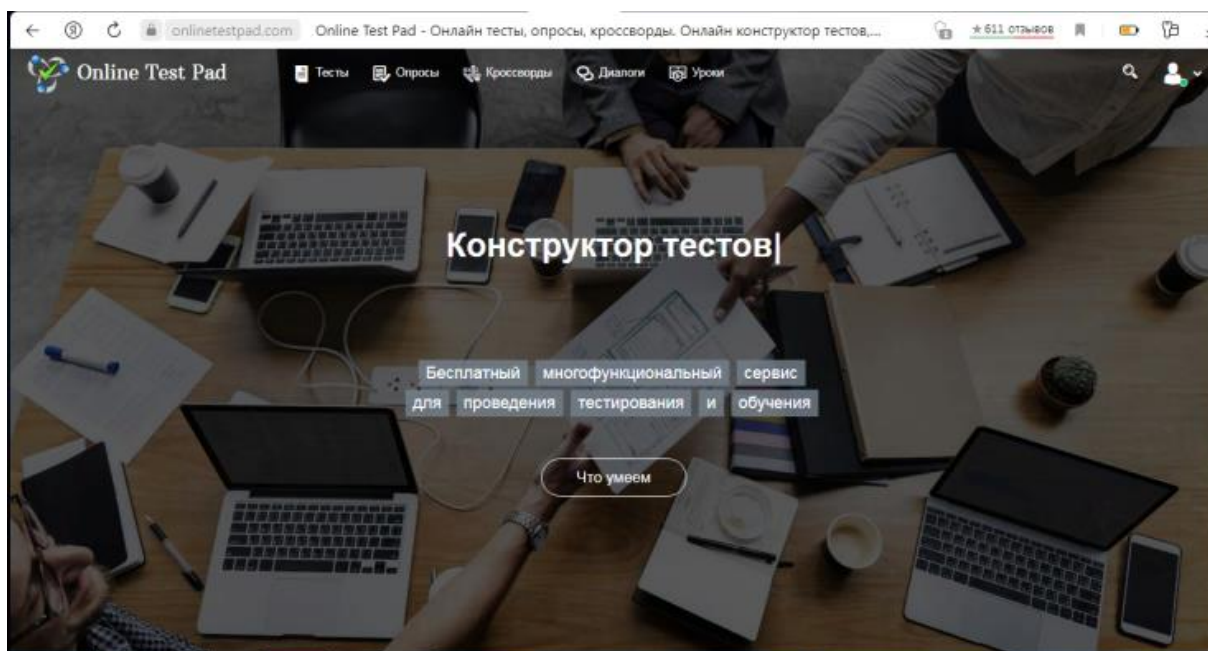 onlinetestpad.com Online Test Pad - Онлайн тесты, опросы, кроссворды. Онлайн конструктор тестов,... ★ 611 отзывов
Online Test Pad Тесты Опросы Кроссворды Диалоги Уроки
Конструктор тестов
Бесплатный многофункциональный сервис
для проведения тестирования и обучения
Что умеем